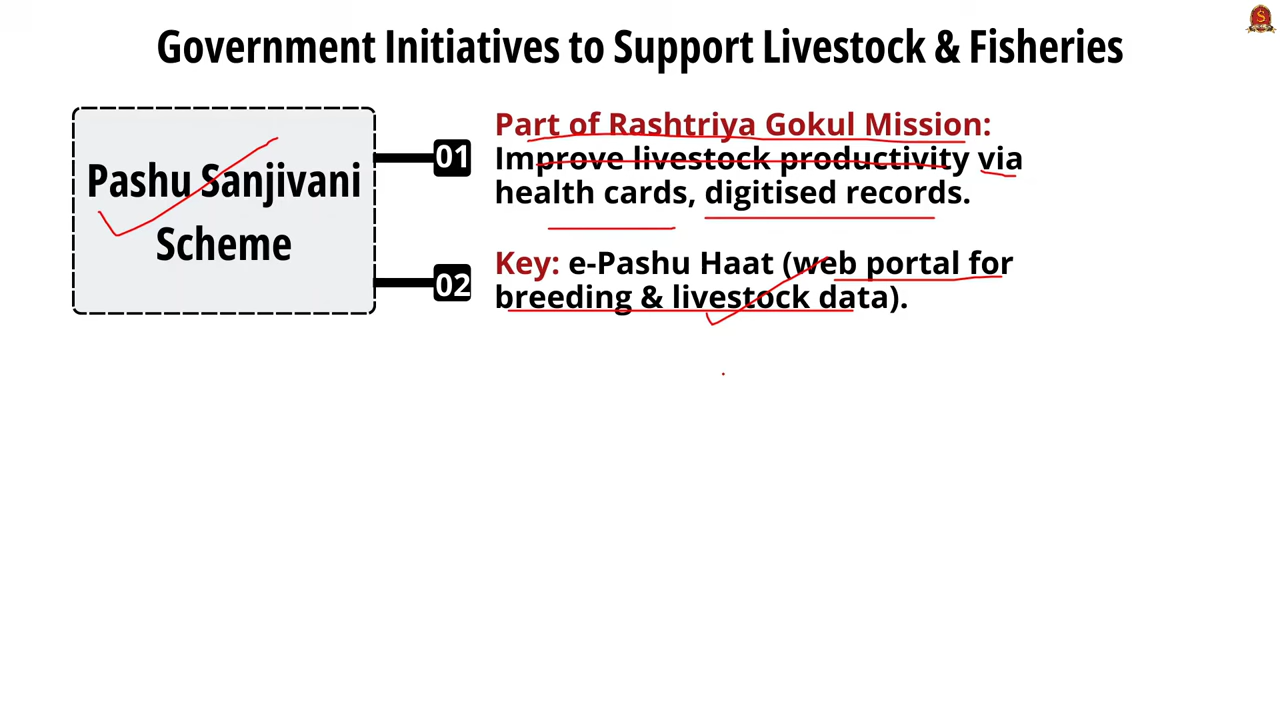 Government Initiatives to Support Livestock & Fisheries
Pashu Sanjivani
Scheme
01
Part of Rashtriya Gokul Mission:
Improve livestock productivity via
health cards, digitised records.
02
Key: e-Pashu Haat (web portal for
breeding & livestock data).